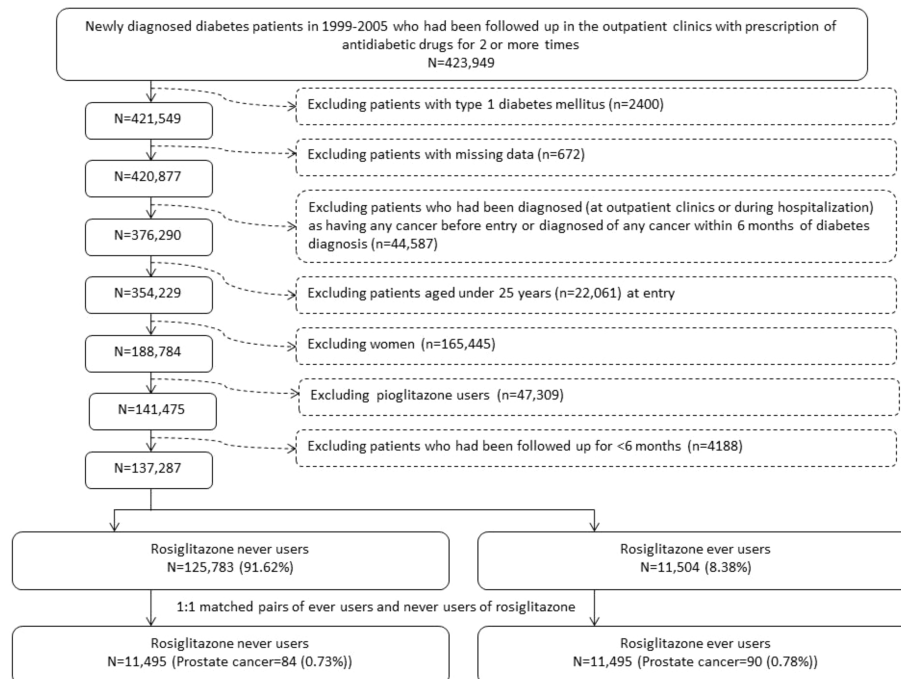 Newly diagnosed diabetes patients in 1999-2005 who had been followed up in the outpatient clinics with prescription of
antidiabetic drugs for 2 or more times
N=423,949
Excluding patients with type 1 diabetes mellitus (n=2400)
N=421,549
Excluding patients with missing data (n=672)
N=420,877
Excluding patients who had been diagnosed (at outpatient clinics or during hospitalization)
as having any cancer before entry or diagnosed of any cancer within 6 months of diabetes
diagnosis (n=44,587)
N=376,290
Excluding patients aged under 25 years (n=22,061) at entry
N=354,229
Excluding women (n=165,445)
N=188,784
Excluding pioglitazone users (n=47,309)
N=141,475
Excluding patients who had been followed up for <6 months (n=4188)
N=137,287
Rosiglitazone never users
N=125,783 (91.62%)
Rosiglitazone ever users
N=11,504 (8.38%)
1:1 matched pairs of ever users and never users of rosiglitazone
Rosiglitazone never users
N=11,495 (Prostate cancer=84 (0.73%))
Rosiglitazone ever users
N=11,495 (Prostate cancer=90 (0.78%))